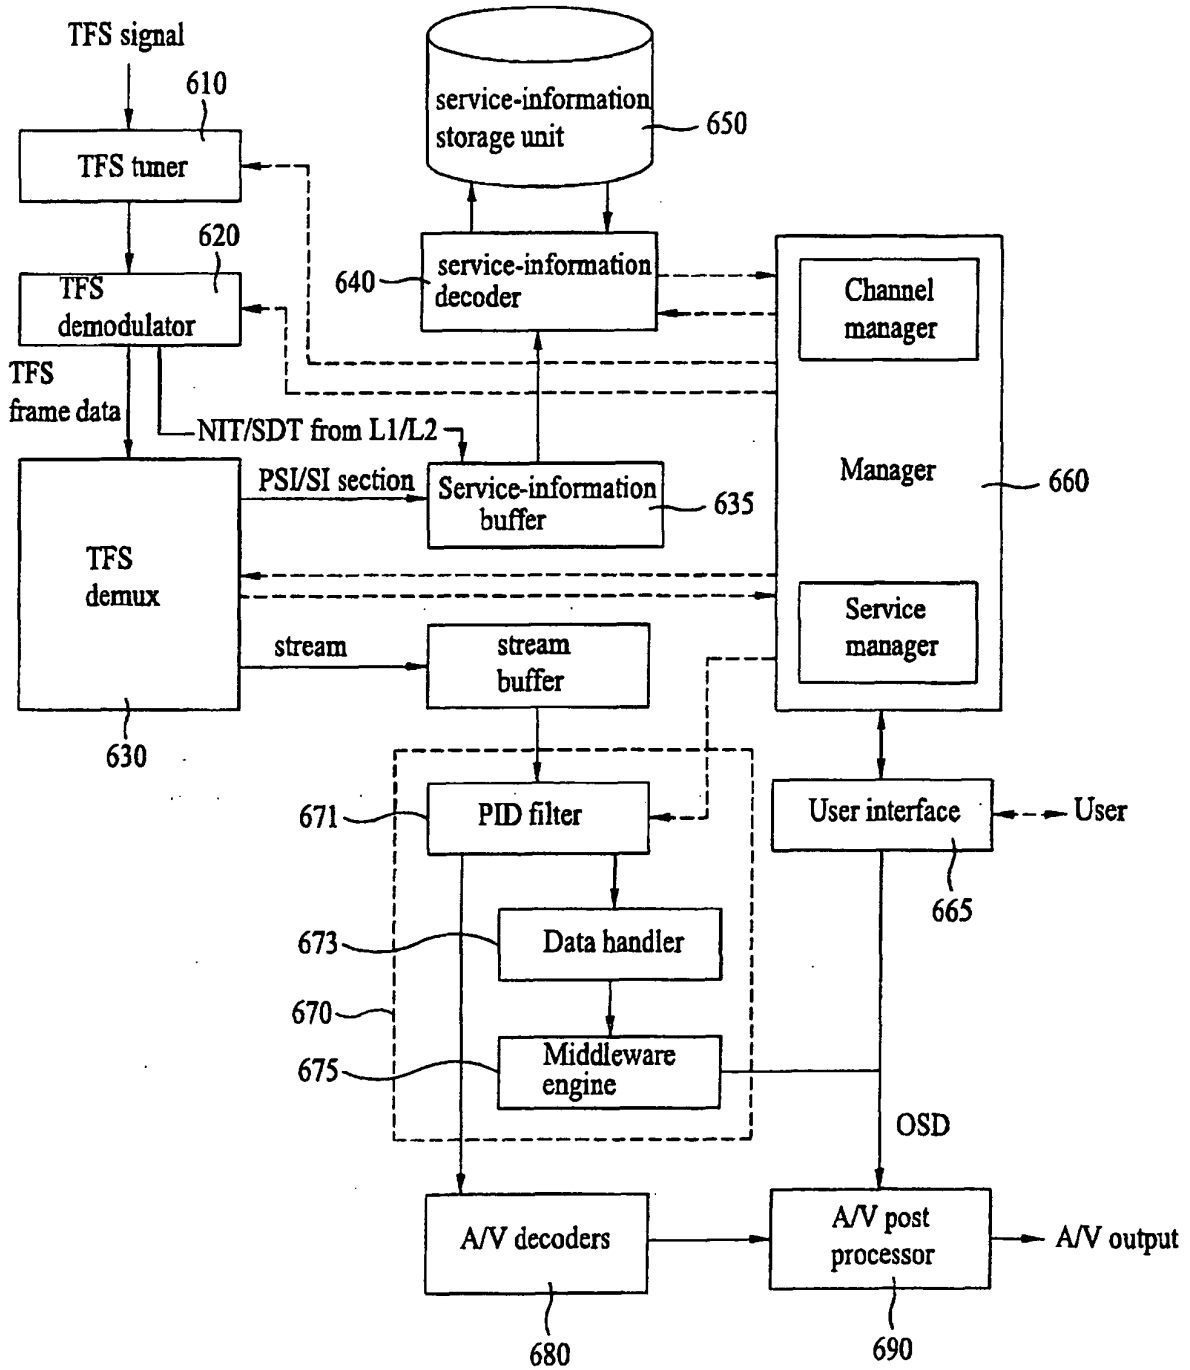 TFS signal
610
TFS tuner
620
TFS
demodulator
TFS
frame data
NIT/SDT from L1/L2
PSI/SI section
TFS
demux
630
stream
service-information
storage unit
650
640
service-information
decoder
Service-information
buffer
635
stream
buffer
Channel
manager
Manager
660
Service
manager
671
PID filter
User interface
User
665
673
Data handler
670
675
Middleware
engine
OSD
A/V decoders
680
A/V post
processor
690
A/V output